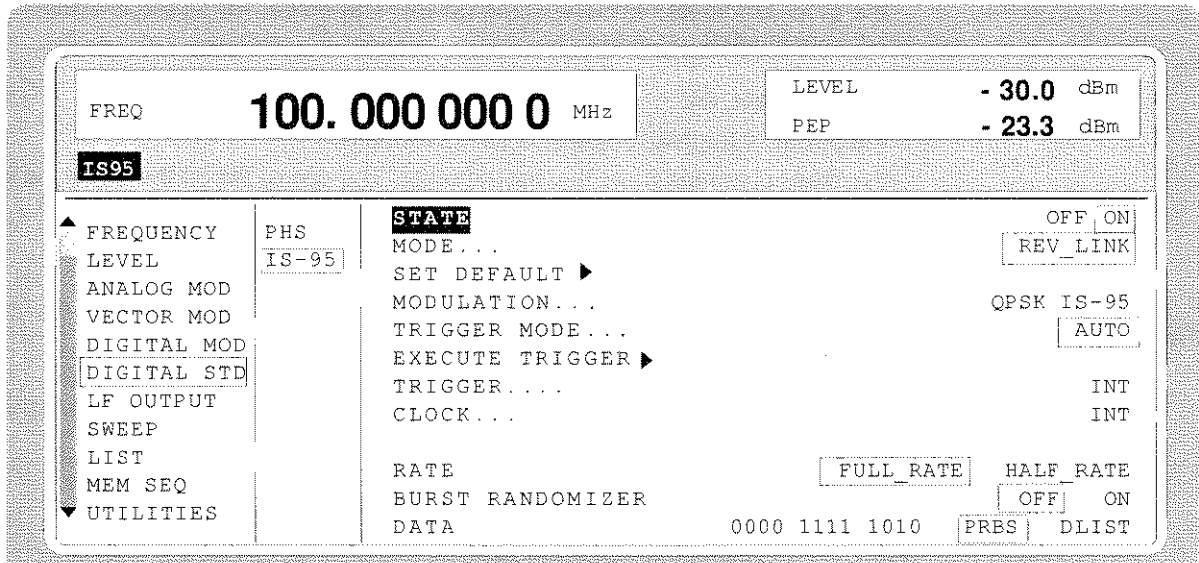 FREQ 100. 000 000 0 MHz
LEVEL - 30.0 dBm
PEP - 23.3 dBm
IS95
FREQUENCY
LEVEL
ANALOG MOD
VECTOR MOD
DIGITAL MOD
DIGITAL STD
LF OUTPUT
SWEEP
LIST
MEM SEQ
UTILITIES
PHS
IS-95
STATE OFF ON
MODE... REV_LINK
SET DEFAULT ▶
MODULATION... QPSK IS-95
TRIGGER MODE... AUTO
EXECUTE TRIGGER ▶
TRIGGER.... INT
CLOCK... INT
RATE FULL_RATE HALF_RATE
BURST RANDOMIZER OFF ON
DATA 0000 1111 1010 PRBS DLIST